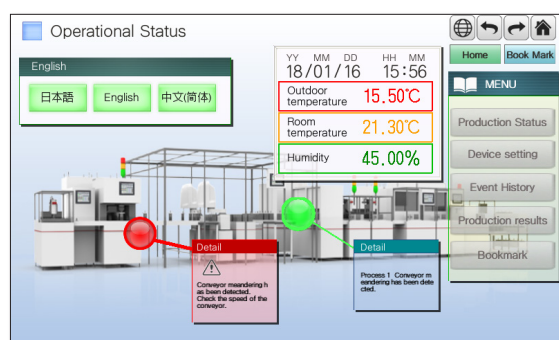 Operational Status
English
日本語
English
中文(简体)
YY MM DD HH MM
18/01/16 15:56
Outdoor
temperature
15.50℃
Room
temperature
21.30℃
Humidity
45.00%
Home
Book Mark
MENU
Production Status
Device setting
Event History
Production results
Bookmark
Detail
Conveyor meandering h
as been detected.
Check the speed of the
conveyor.
Detail
Process 1 Conveyor m
eandering has been dete
cted.